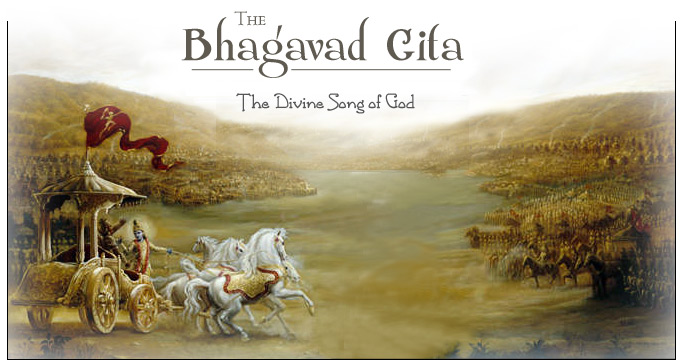 The
Bhagavad Gita
The Divine Song of God